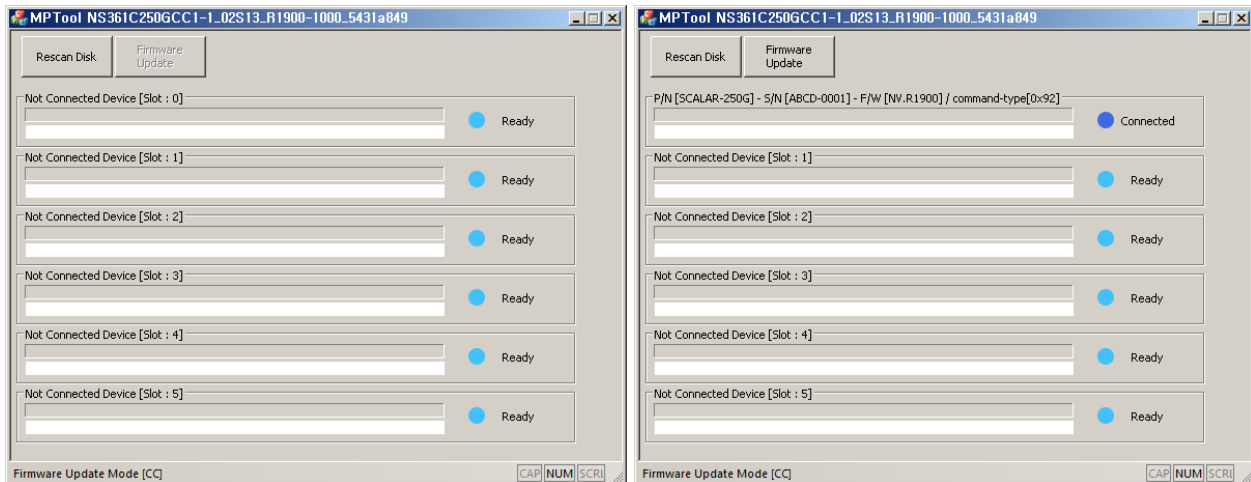 MPTool NS361C250GCC1-1_02S13_R1900-1000_5431a849
Rescan Disk
Firmware
Update
Not Connected Device [Slot : 0]
Ready
Not Connected Device [Slot : 1]
Ready
Not Connected Device [Slot : 2]
Ready
Not Connected Device [Slot : 3]
Ready
Not Connected Device [Slot : 4]
Ready
Not Connected Device [Slot : 5]
Ready
Firmware Update Mode [CC]
CAP NUM SCRL
MPTool NS361C250GCC1-1_02S13_R1900-1000_5431a849
Rescan Disk
Firmware
Update
P/N [SCALAR-250G] - S/N [ABCD-0001] - F/W [NV.R1900] / command-type[0x92]
Connected
Not Connected Device [Slot : 1]
Ready
Not Connected Device [Slot : 2]
Ready
Not Connected Device [Slot : 3]
Ready
Not Connected Device [Slot : 4]
Ready
Not Connected Device [Slot : 5]
Ready
Firmware Update Mode [CC]
CAP NUM SCRL